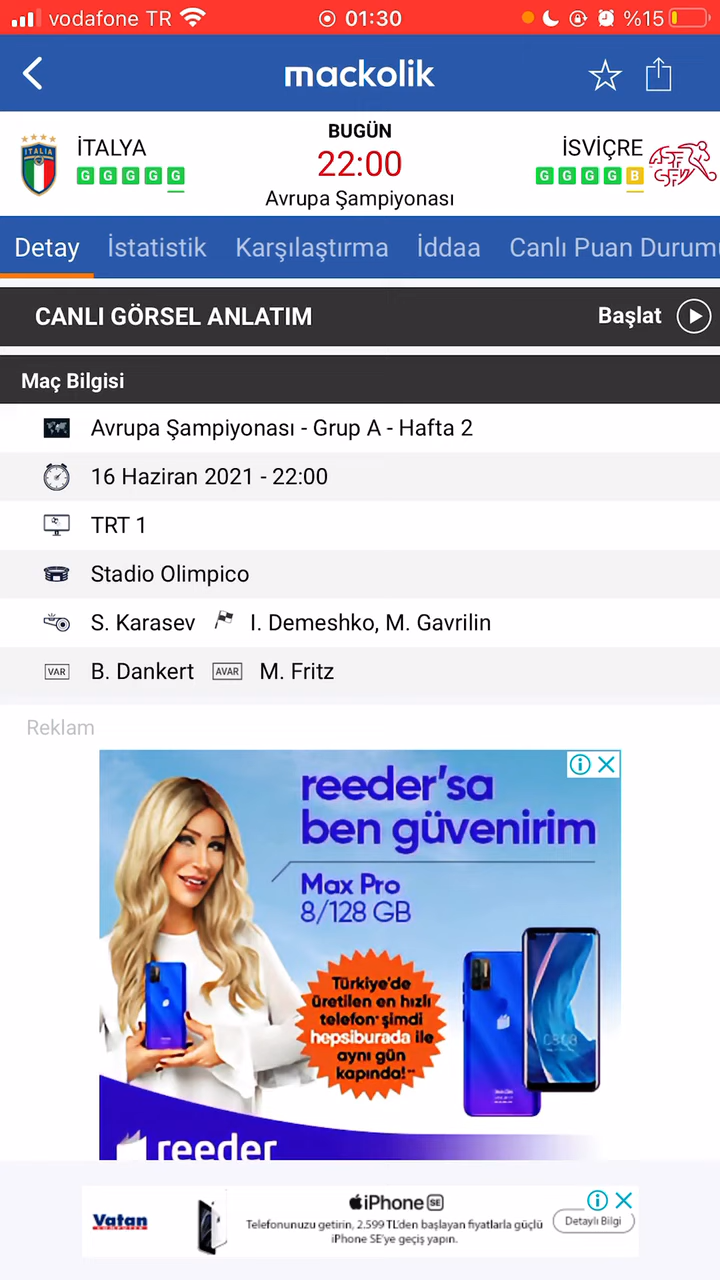 vodafone TR 01:30 %15
mackolik
İTALYA
G G G G G
BUGÜN
22:00
Avrupa Şampiyonası
İSVİÇRE
G G G G B
Detay İstatistik Karşılaştırma İddaa Canlı Puan Durum
CANLI GÖRSEL ANLATIM Başlat
Maç Bilgisi
Avrupa Şampiyonası - Grup A - Hafta 2
16 Haziran 2021 - 22:00
TRT 1
Stadio Olimpico
S. Karasev I. Demeshko, M. Gavrilin
VAR B. Dankert AVAR M. Fritz
Reklam
reeder'sa
ben güvenirim
Max Pro
8/128 GB
Türkiye'de
üretilen en hızlı
telefon* şimdi
hepsiburada ile
aynı gün
kapında!**
reeder
Vatan
iPhone SE
Telefonunuzu getirin, 2.599 TL'den başlayan fiyatlarla güçlü
iPhone SE'ye geçiş yapın.
Detaylı Bilgi